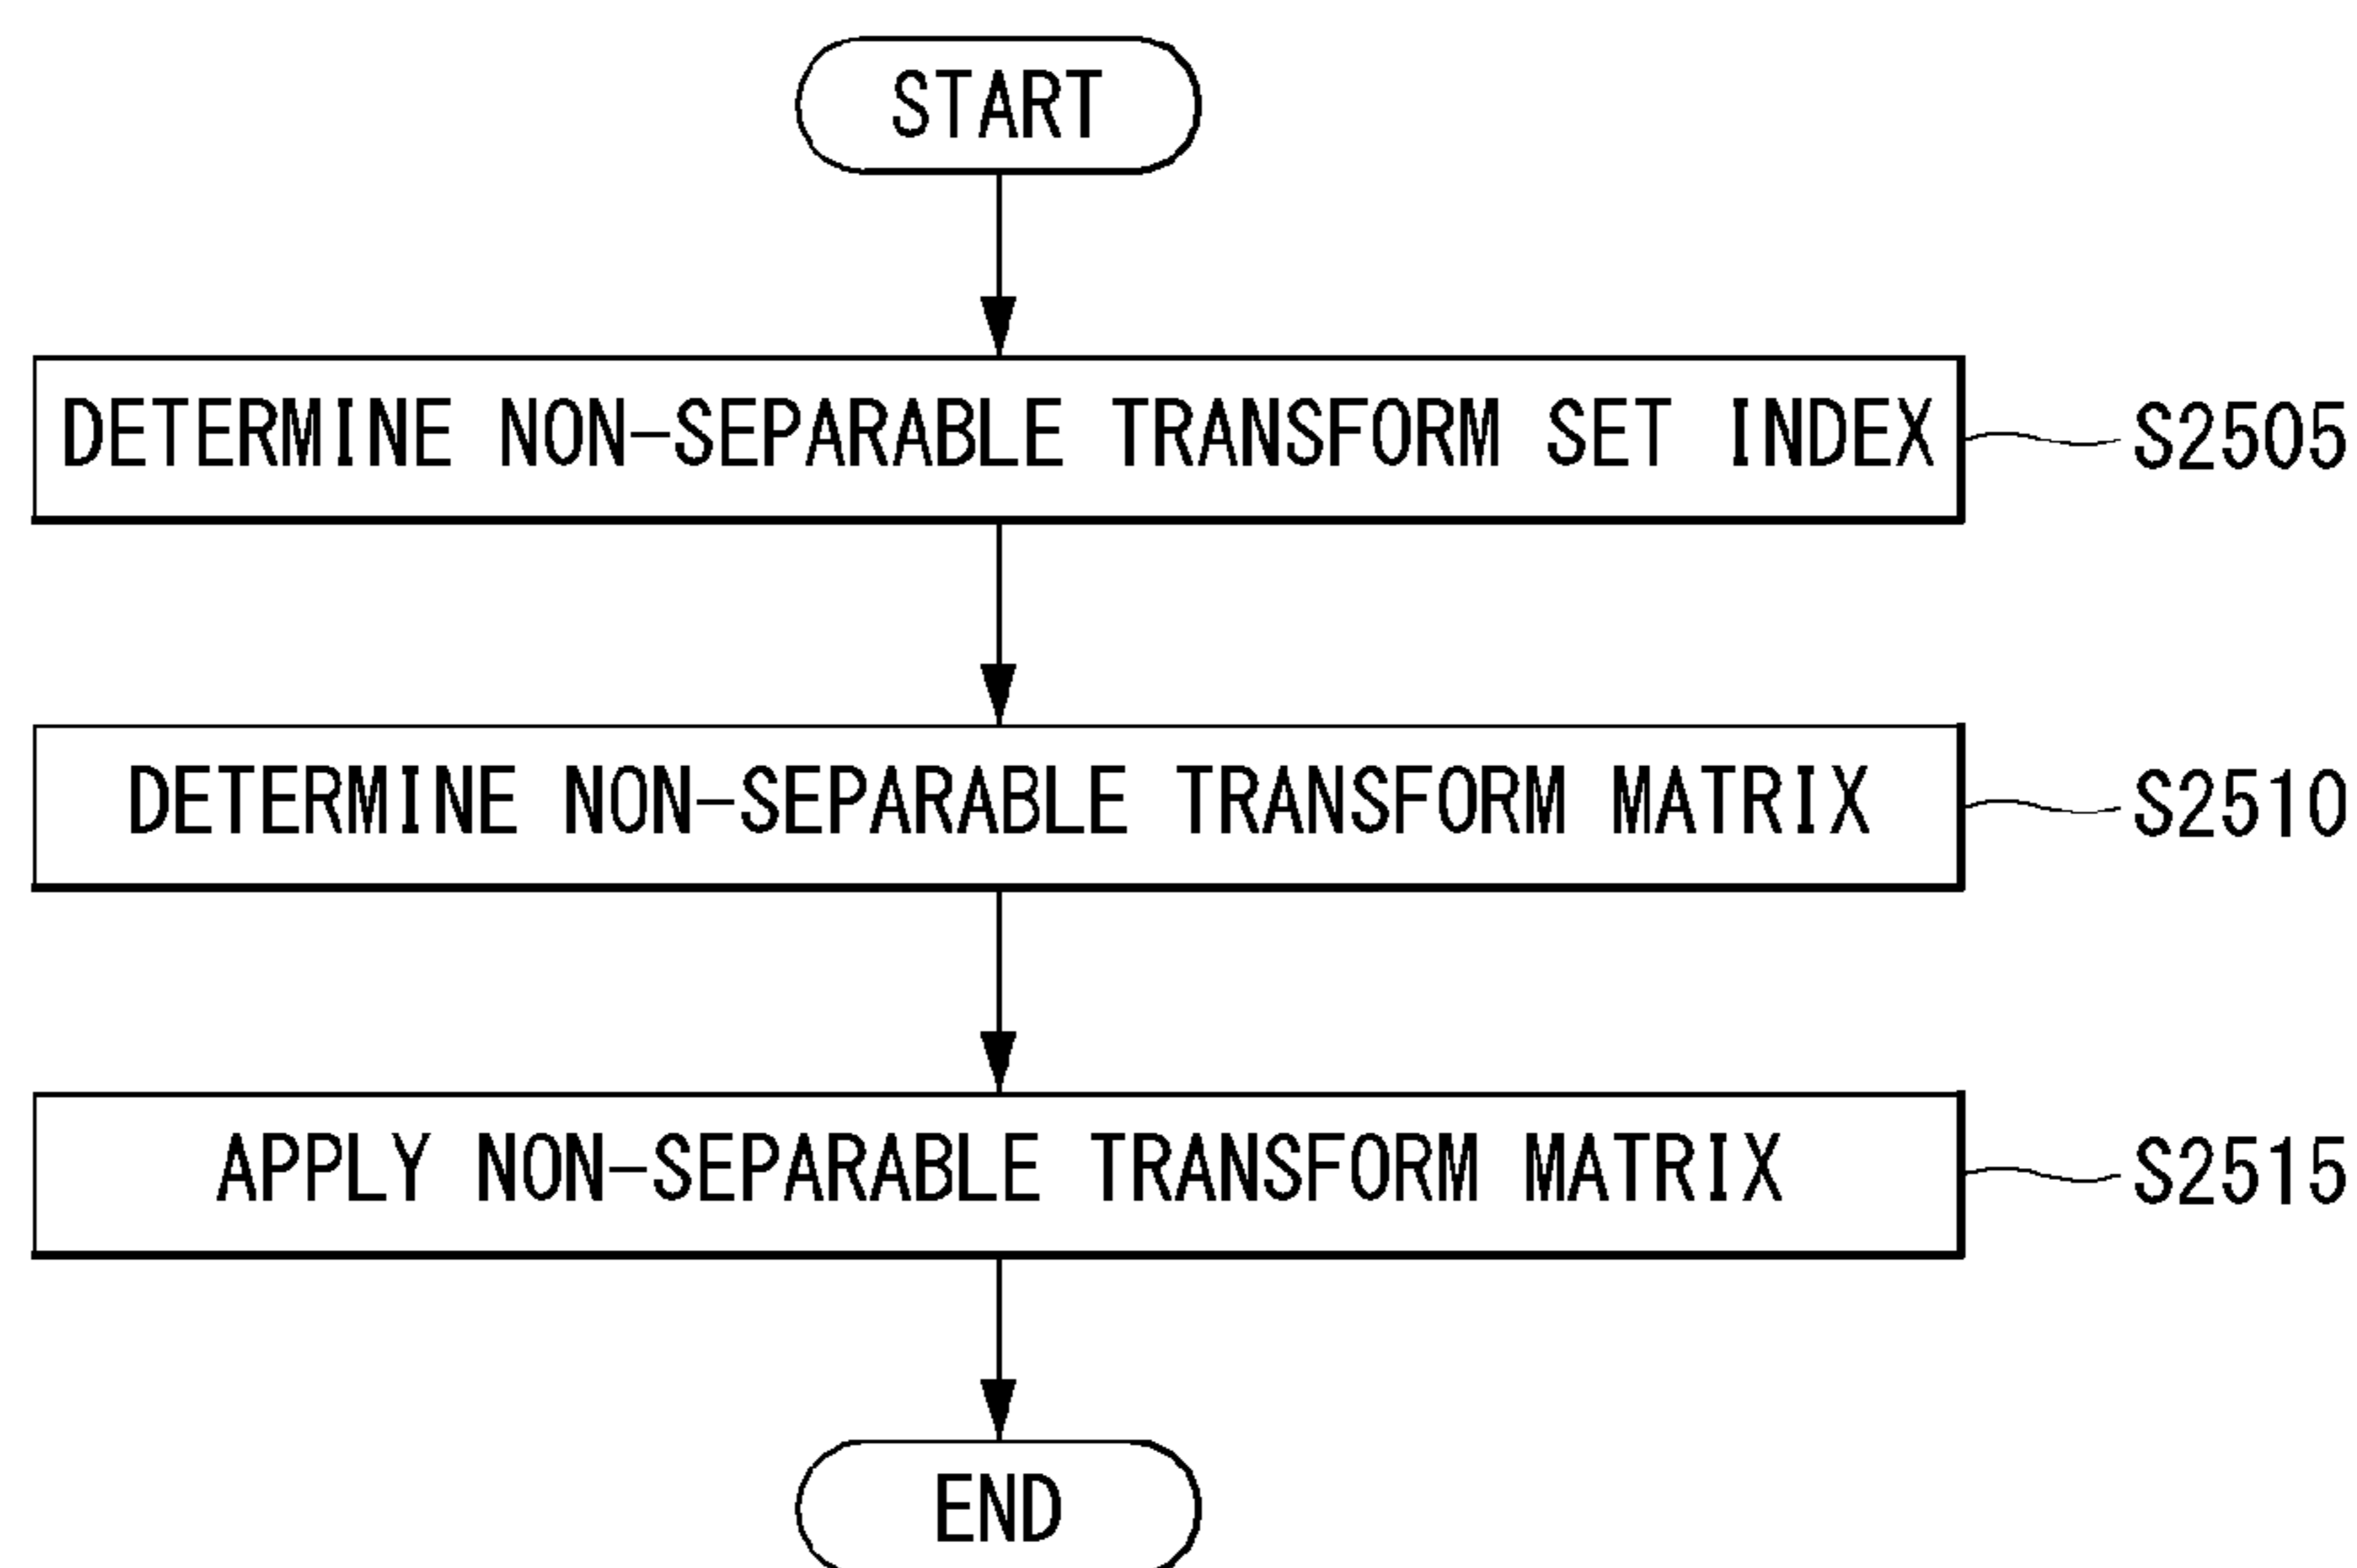 START
DETERMINE NON-SEPARABLE TRANSFORM SET INDEX S2505
DETERMINE NON-SEPARABLE TRANSFORM MATRIX S2510
APPLY NON-SEPARABLE TRANSFORM MATRIX S2515
END